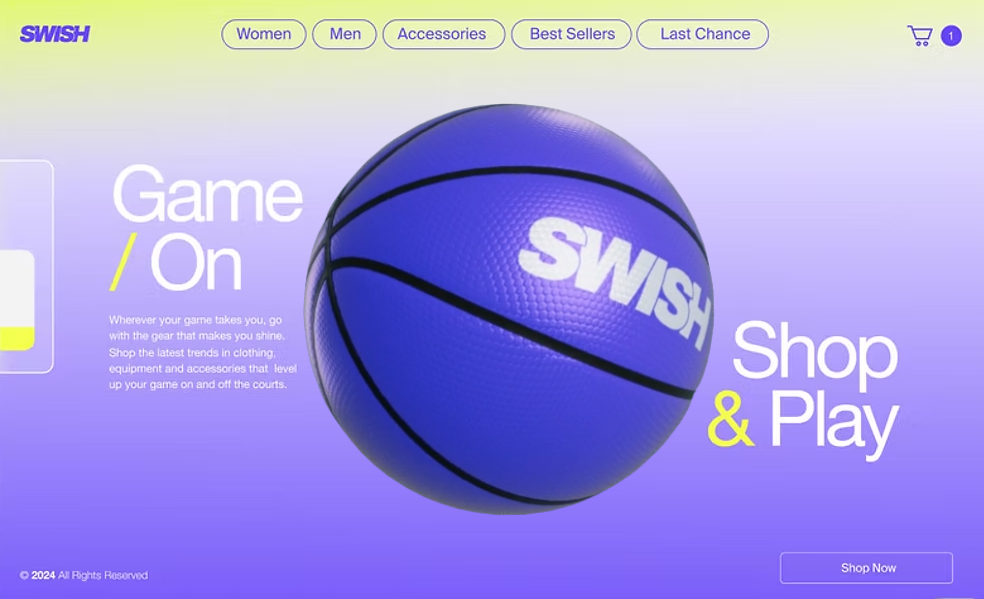 SWISH
Women
Men
Accessories
Best Sellers
Last Chance
1
Game
/ On
Wherever your game takes you, go
with the gear that makes you shine.
Shop the latest trends in clothing,
equipment and accessories that level
up your game on and off the courts.
SWISH
Shop
& Play
© 2024 All Rights Reserved
Shop Now